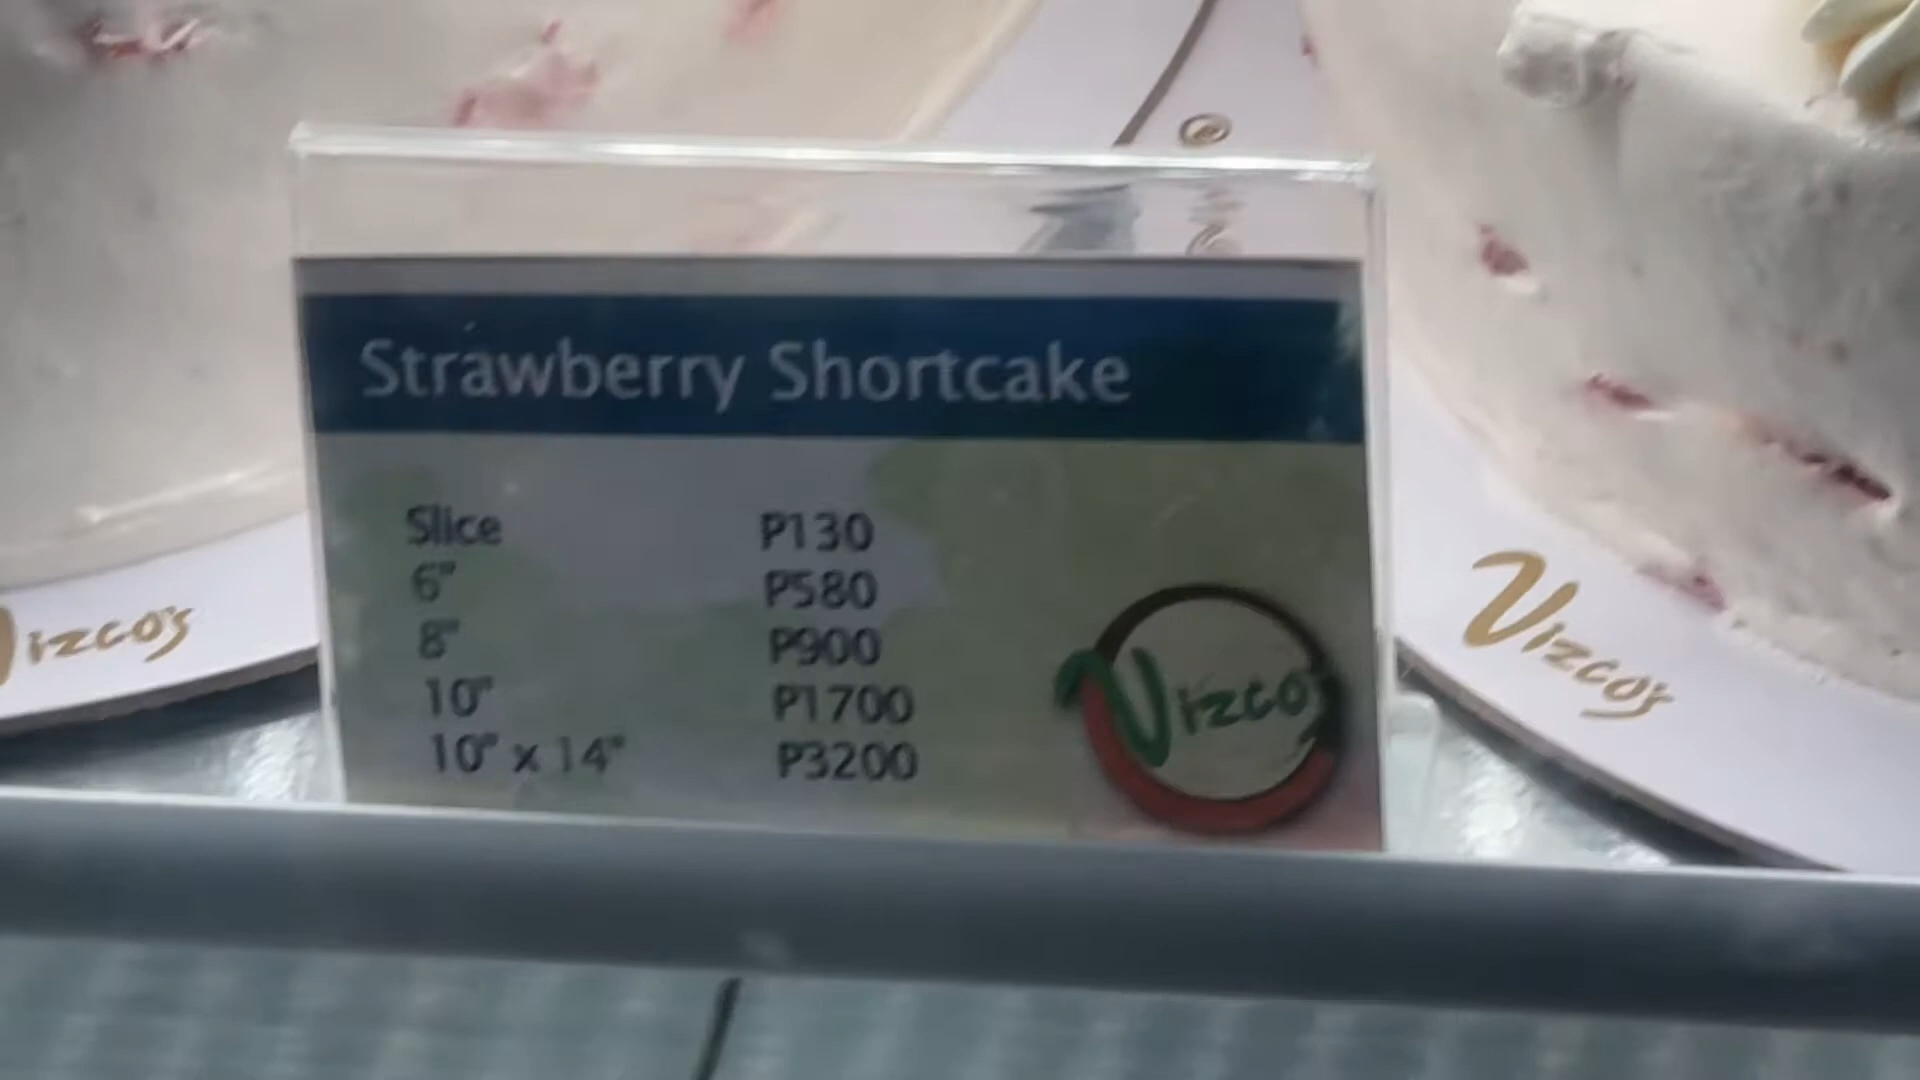 Strawberry Shortcake
Slice P130
6" P580
8" P900
10" P1700
10" x 14" P3200
Vizco's
Vizco's
Vizco